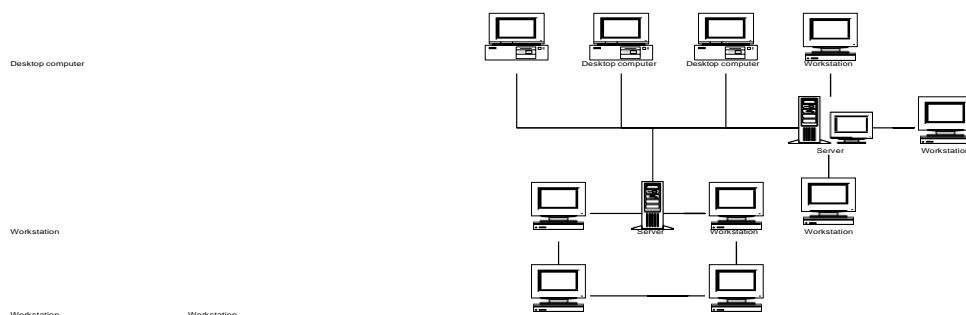 Desktop computer Desktop computer Desktop computer Workstation
Server Workstation
Workstation Server Workstation Workstation
Workstation Workstation